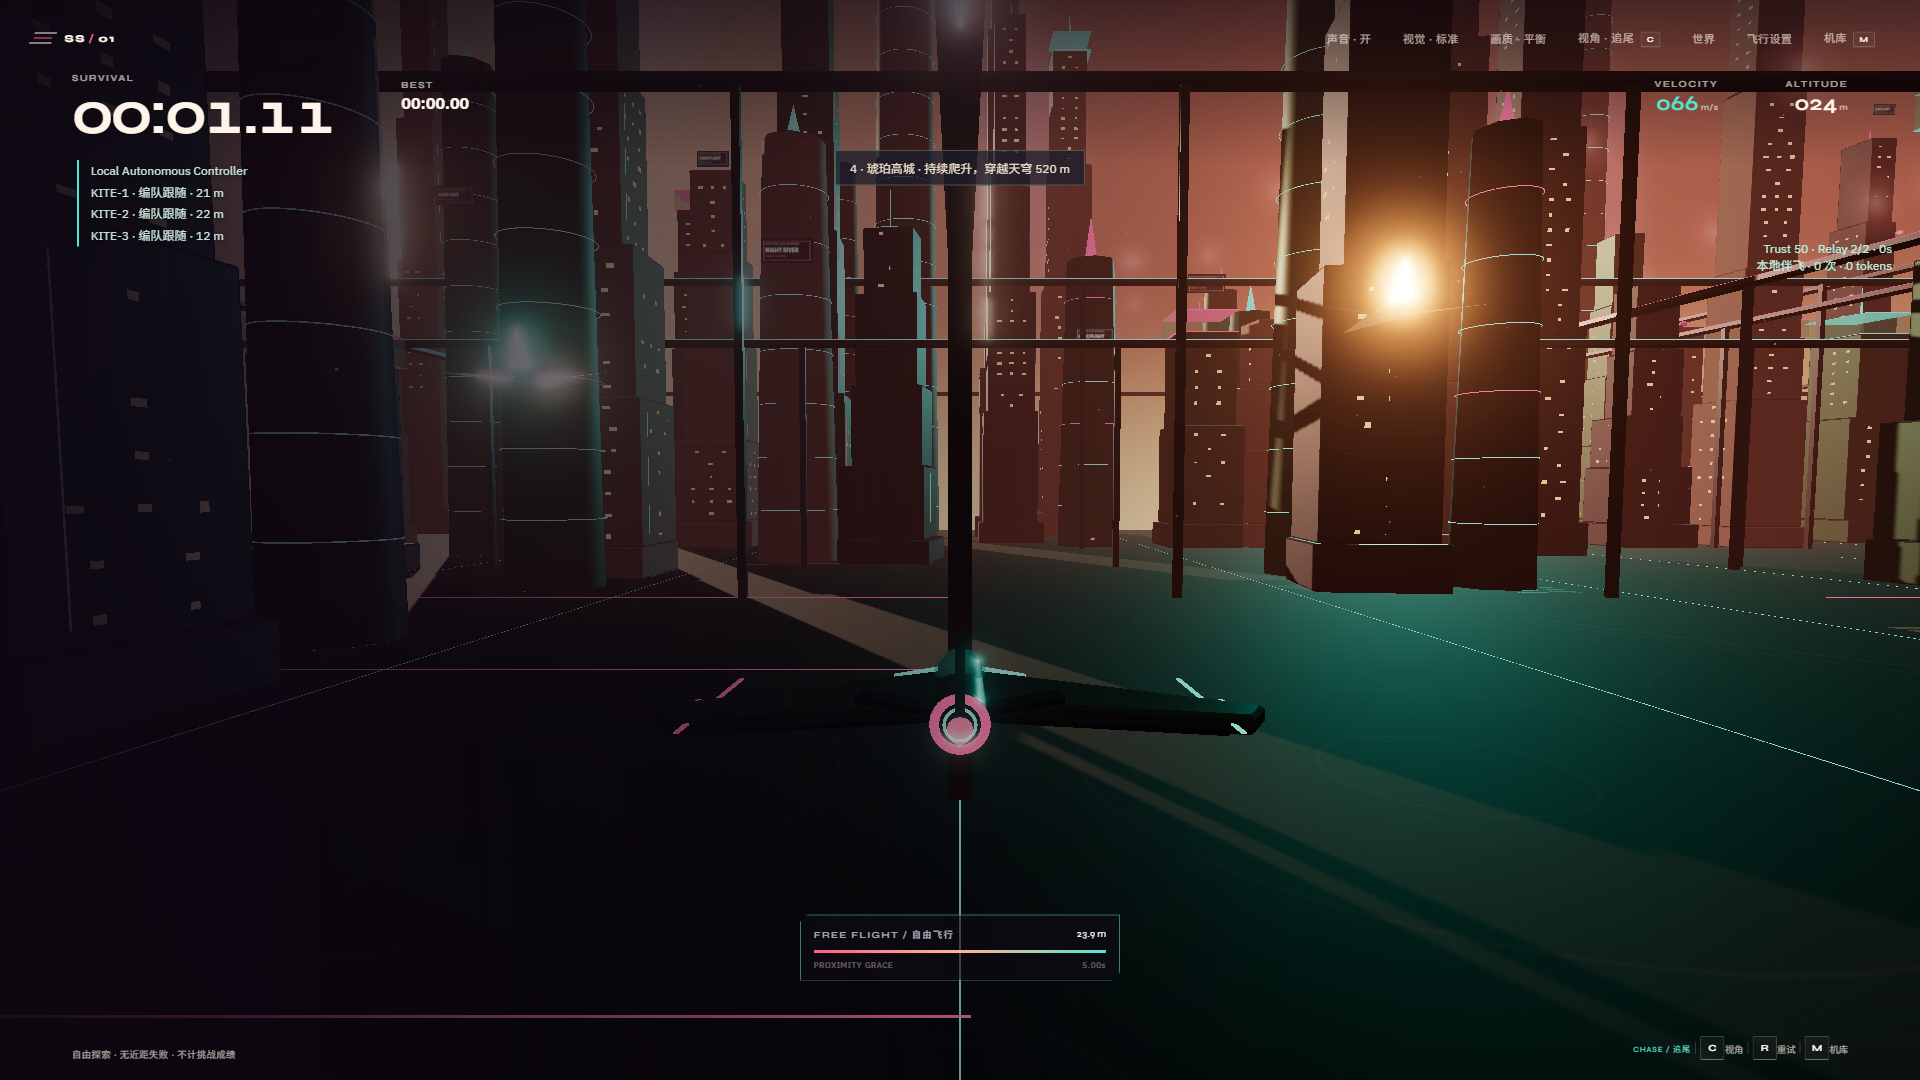 SS / 01
声音 · 开
视觉 · 标准
画质 · 平衡
视角 · 追尾 C
世界
飞行设置
机库 M
SURVIVAL
00:01.11
BEST
00:00.00
VELOCITY
066 m/s
ALTITUDE
024 m
Local Autonomous Controller
KITE-1 · 编队跟随 · 21 m
KITE-2 · 编队跟随 · 22 m
KITE-3 · 编队跟随 · 12 m
4 · 琥珀高城 · 持续爬升，穿越天穹 520 m
NIGHT RIVER
Trust 50 · Relay 2/2 · 0s
本地伴飞 · 0 次 · 0 tokens
FREE FLIGHT / 自由飞行
23.9 m
PROXIMITY GRACE
5.00s
自由探索 · 无近距失败 · 不计挑战成绩
CHASE / 追尾
C 视角
R 重试
M 机库